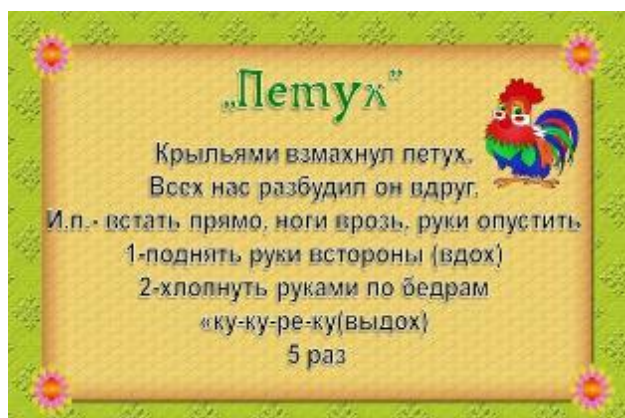 „Петух”
Крыльями взмахнул петух,
Всех нас разбудил он вдруг.
И.п.- встать прямо, ноги врозь, руки опустить
1-поднять руки встороны (вдох)
2-хлопнуть руками по бедрам
«ку-ку-ре-ку(выдох)
5 раз